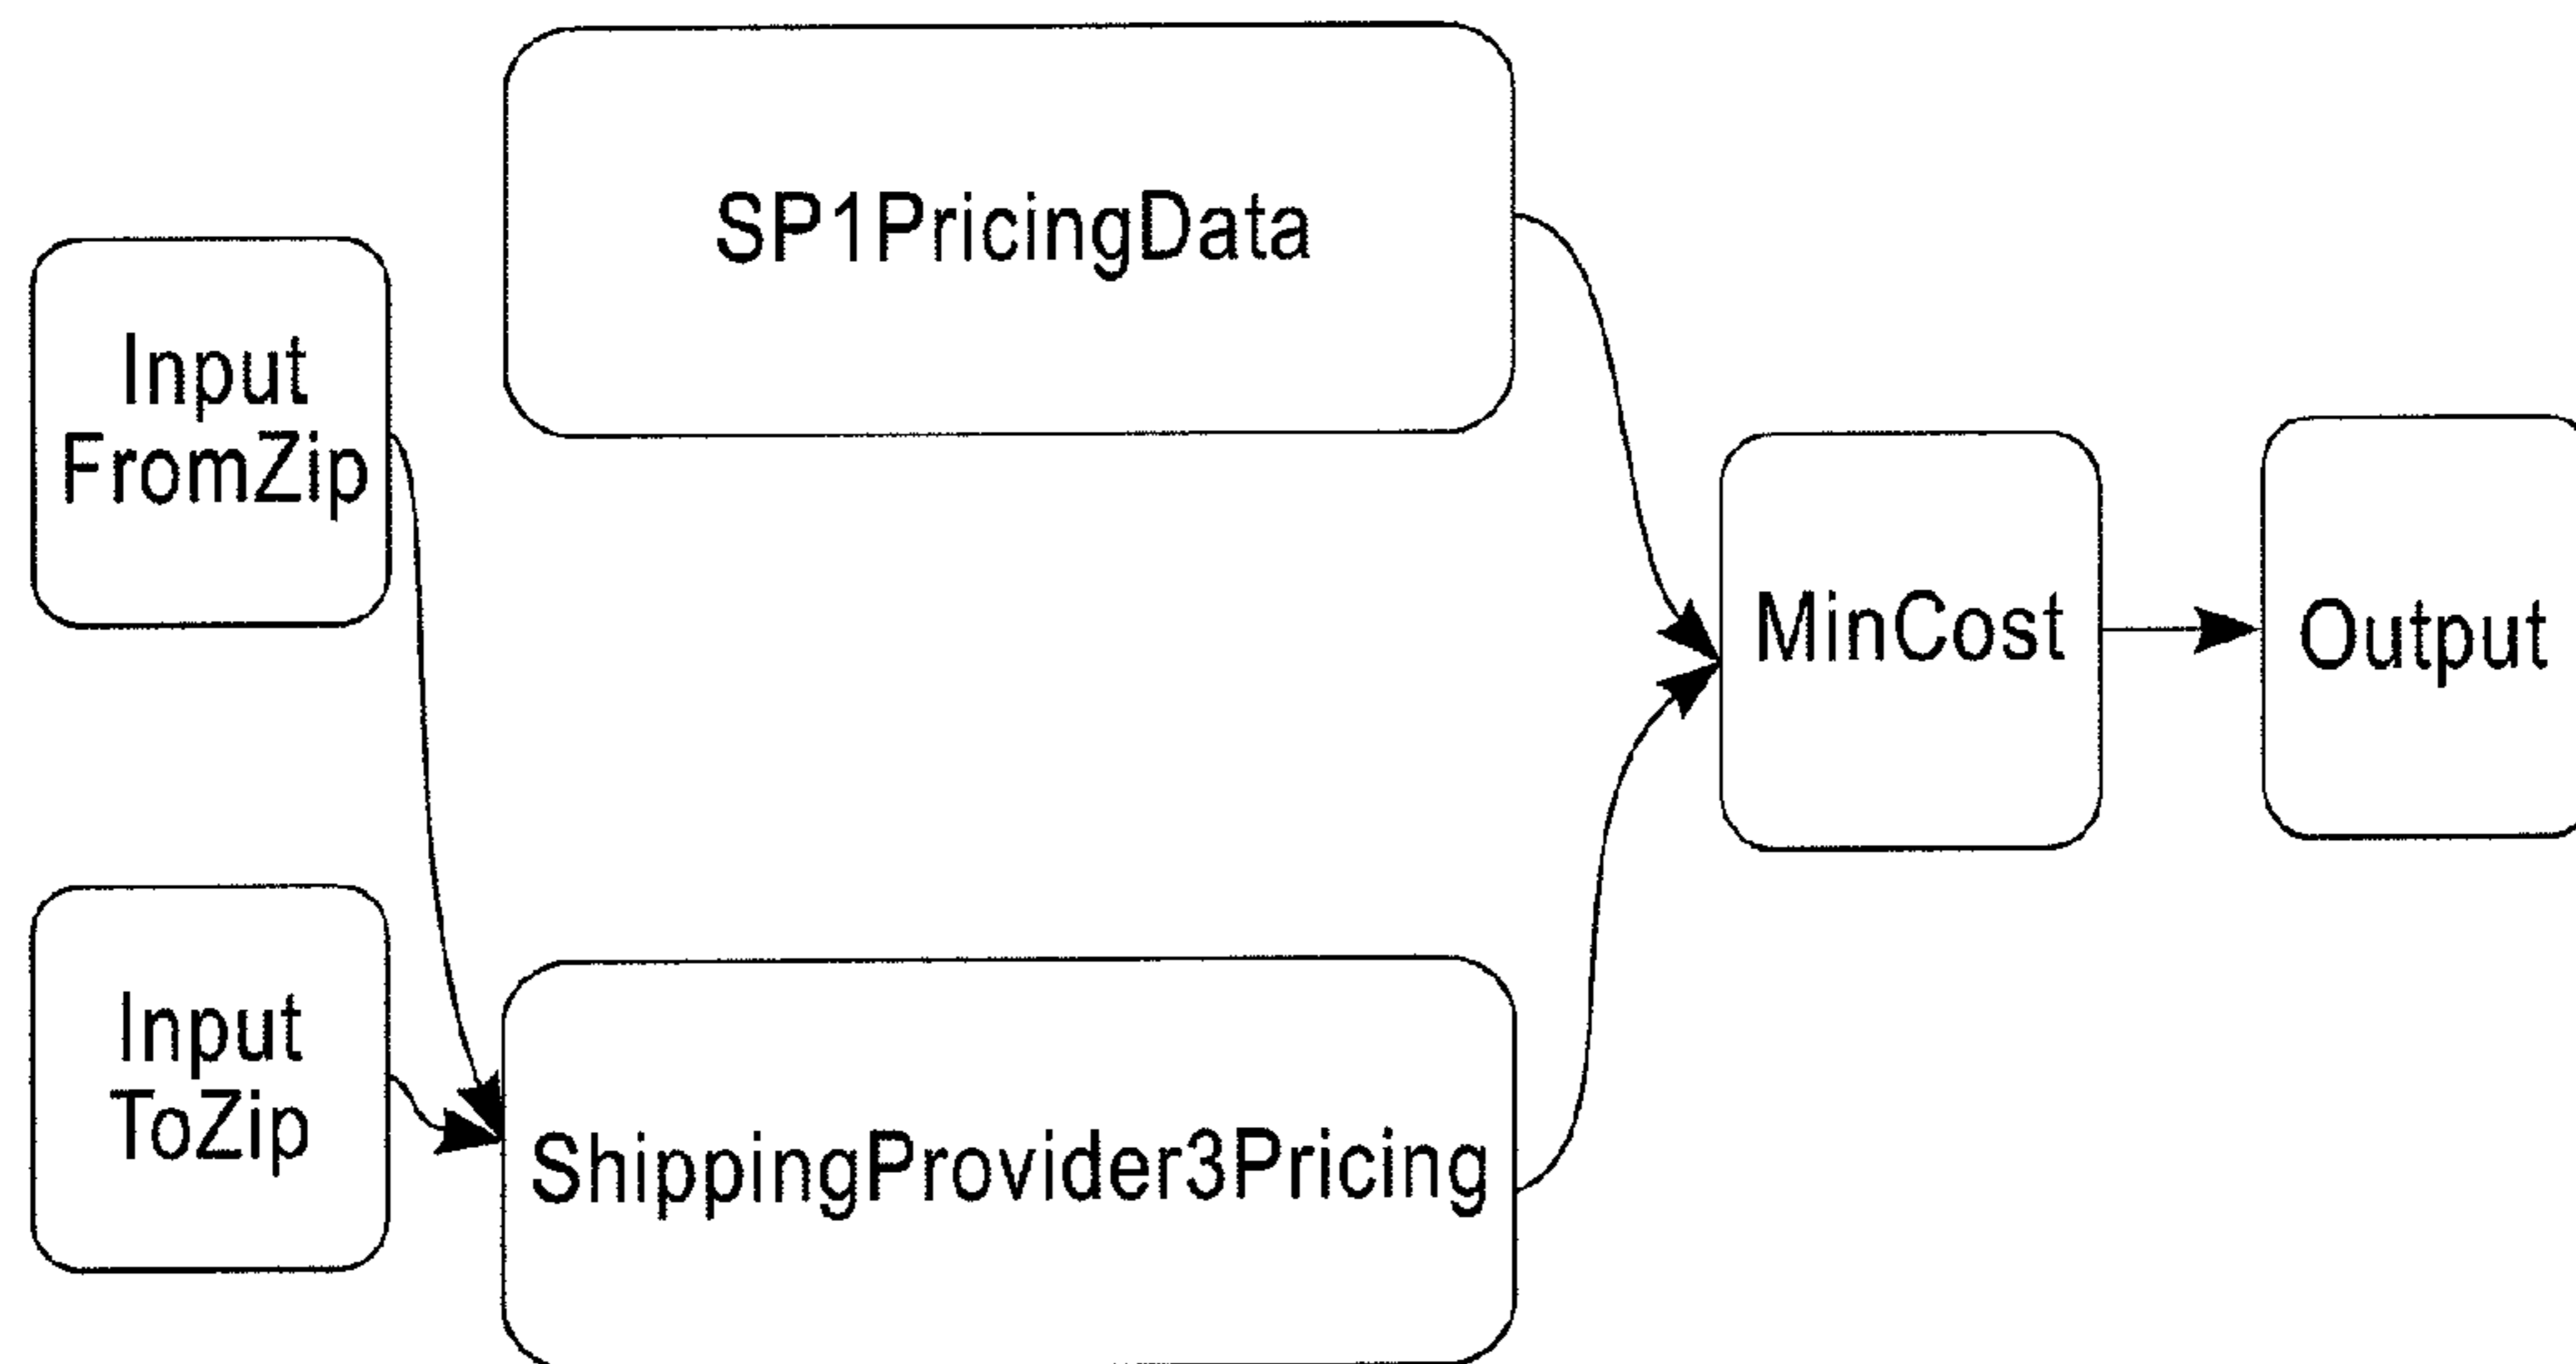 SP1PricingData
Input
FromZip
MinCost
Output
Input
ToZip
ShippingProvider3Pricing